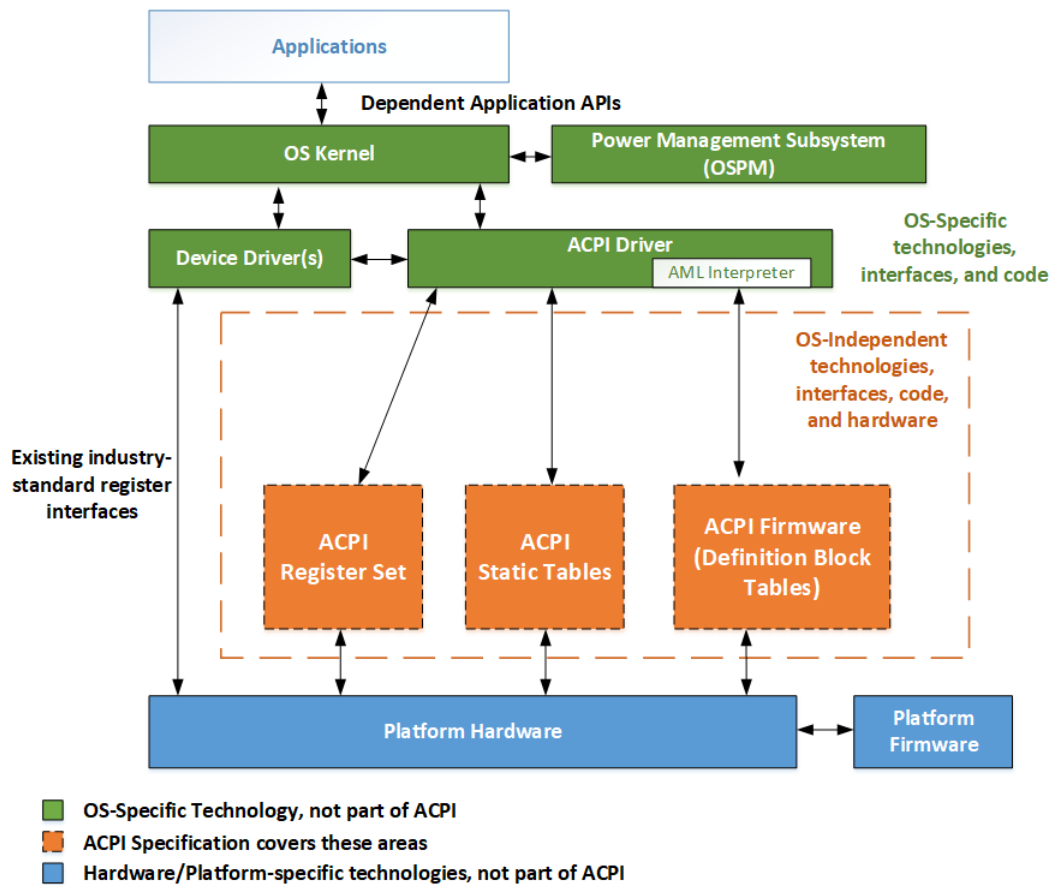 Applications
Dependent Application APIs
OS Kernel
Power Management Subsystem
(OSPM)
Device Driver(s)
ACPI Driver
AML Interpreter
OS-Specific
technologies,
interfaces, and code
OS-Independent
technologies,
interfaces, code,
and hardware
Existing industry-
standard register
interfaces
ACPI
Register Set
ACPI
Static Tables
ACPI Firmware
(Definition Block
Tables)
Platform Hardware
Platform
Firmware
OS-Specific Technology, not part of ACPI
ACPI Specification covers these areas
Hardware/Platform-specific technologies, not part of ACPI